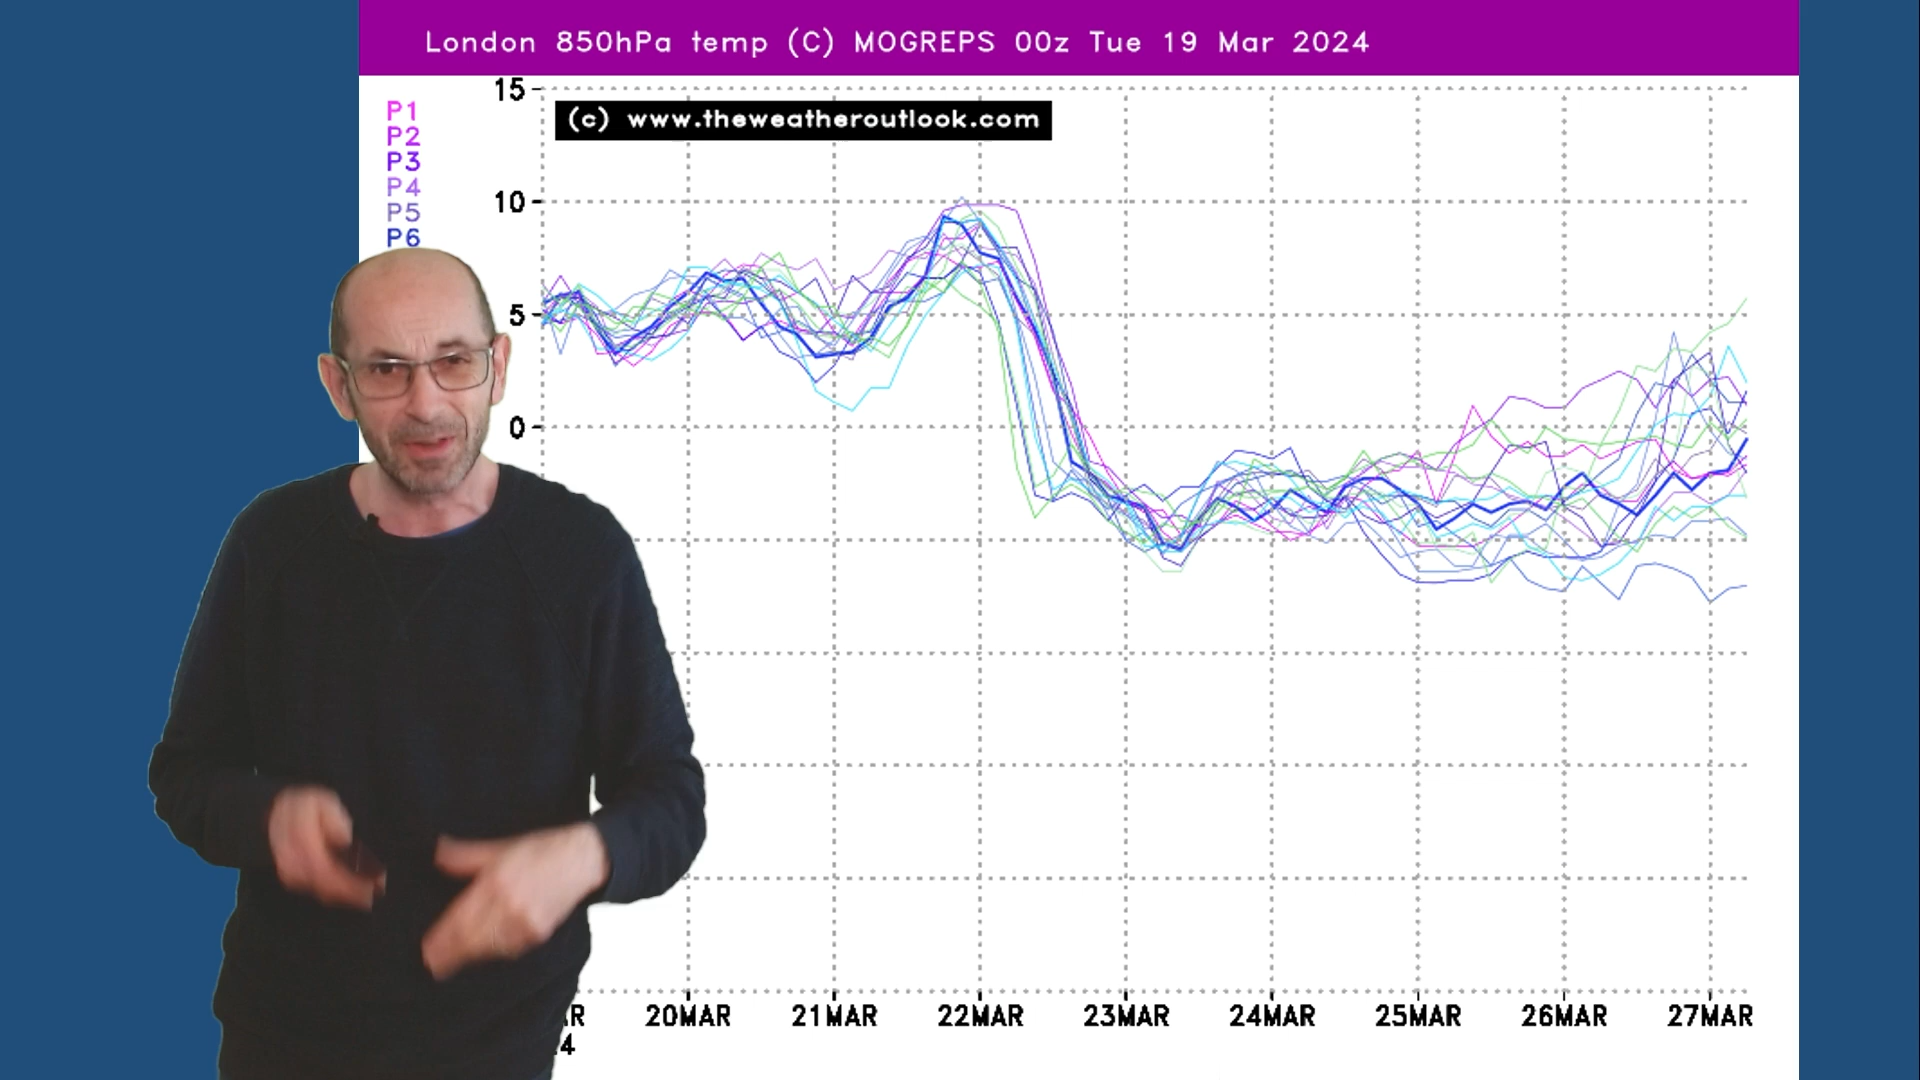 London 850hPa temp (C) MOGREPS 00z Tue 19 Mar 2024
15
(c) www.theweatheroutlook.com
P1
P2
P3
P4
P5
P6
10
5
0
20MAR 21MAR 22MAR 23MAR 24MAR 25MAR 26MAR 27MAR